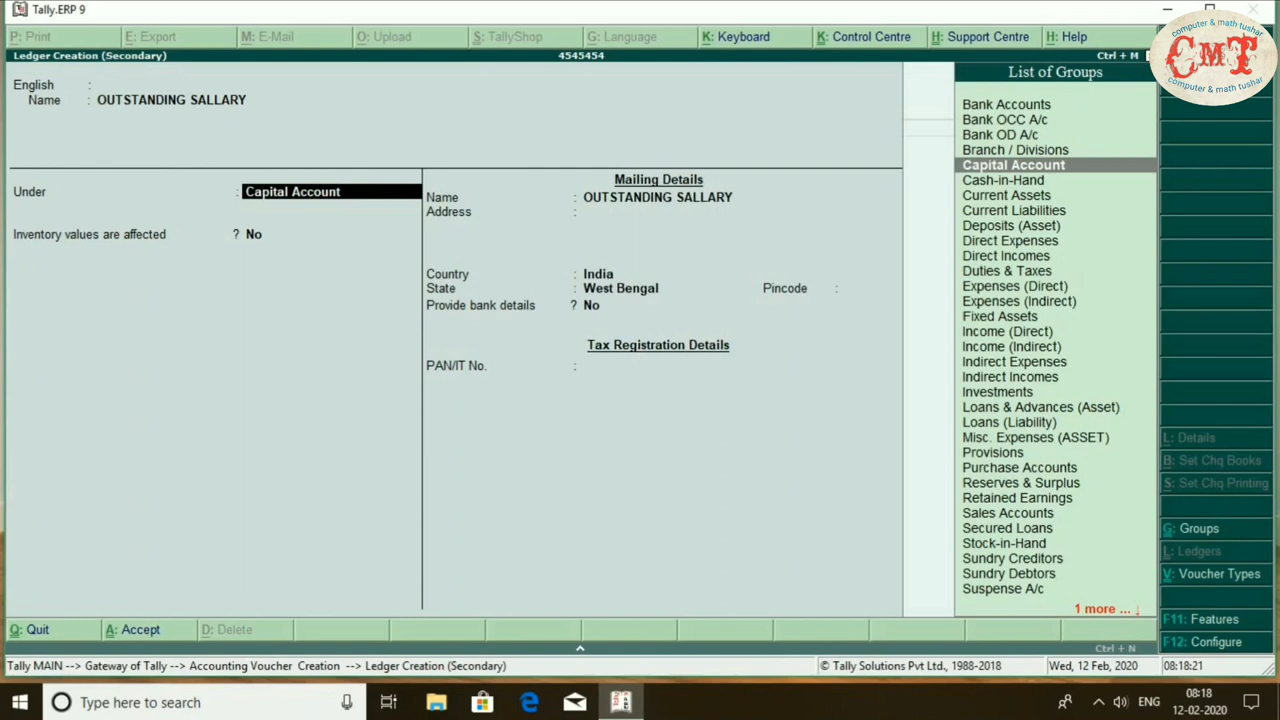 Tally.ERP 9
P: Print
E: Export
M: E-Mail
O: Upload
S: TallyShop
G: Language
K: Keyboard
K: Control Centre
H: Support Centre
H: Help
Ledger Creation (Secondary)
4545454
Ctrl + M
computer & math tushar
CMT
computer & math tushar
English :
Name : OUTSTANDING SALLARY
Under : Capital Account
Inventory values are affected ? No
Mailing Details
Name : OUTSTANDING SALLARY
Address :
Country : India
State : West Bengal Pincode :
Provide bank details ? No
Tax Registration Details
PAN/IT No. :
List of Groups
Bank Accounts
Bank OCC A/c
Bank OD A/c
Branch / Divisions
Capital Account
Cash-in-Hand
Current Assets
Current Liabilities
Deposits (Asset)
Direct Expenses
Direct Incomes
Duties & Taxes
Expenses (Direct)
Expenses (Indirect)
Fixed Assets
Income (Direct)
Income (Indirect)
Indirect Expenses
Indirect Incomes
Investments
Loans & Advances (Asset)
Loans (Liability)
Misc. Expenses (ASSET)
Provisions
Purchase Accounts
Reserves & Surplus
Retained Earnings
Sales Accounts
Secured Loans
Stock-in-Hand
Sundry Creditors
Sundry Debtors
Suspense A/c
1 more ... ↓
L: Details
B: Set Chq Books
S: Set Chq Printing
G: Groups
L: Ledgers
V: Voucher Types
F11: Features
F12: Configure
Q: Quit
A: Accept
D: Delete
Ctrl + N
Tally MAIN --> Gateway of Tally --> Accounting Voucher Creation --> Ledger Creation (Secondary)
© Tally Solutions Pvt Ltd., 1988-2018
Wed, 12 Feb, 2020
08:18:21
Type here to search
ENG
08:18
12-02-2020